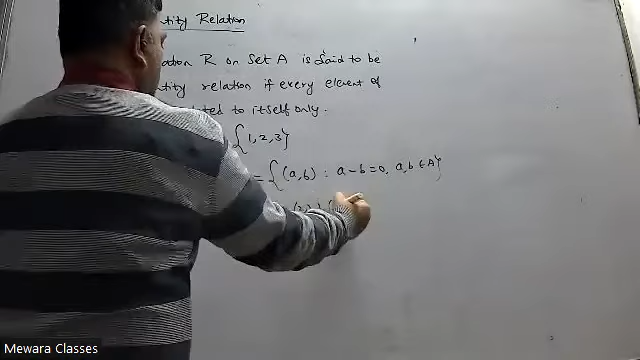 tity Relation
ation R on Set A is Said to be
tity relation if every element of
ated to itself only.
{1, 2, 3}
= {(a, b) : a - b = 0, a, b ∈ A}
Mewara Classes